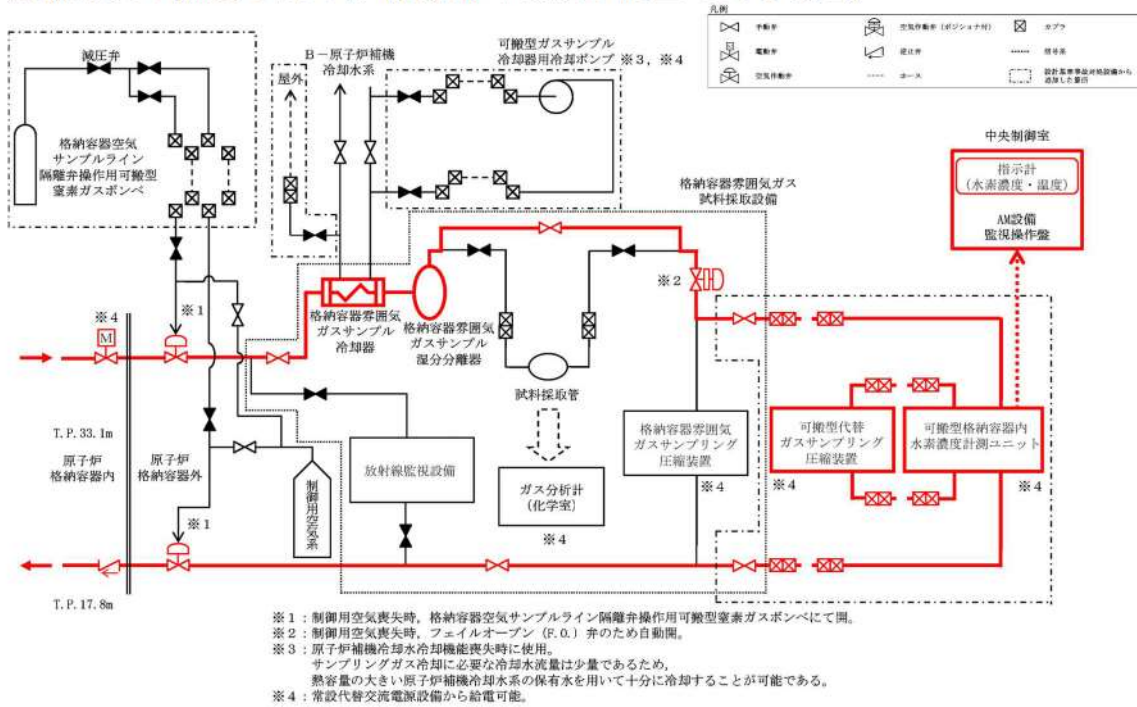 凡例
手動弁
空気作動弁 (ポジショナ付)
カプラ
電動弁
逆止弁
信号系
空気作動弁
ホース
設計基準事故対処設備から
追加した箇所
減圧弁
格納容器空気
サンプルライン
隔離弁操作用可搬型
窒素ガスボンベ
屋外
B－原子炉補機
冷却水系
可搬型ガスサンプル
冷却器用冷却ポンプ ※3, ※4
格納容器雰囲気ガス
試料採取設備
中央制御室
指示計
(水素濃度・温度)
AM設備
監視操作盤
※1
※2
※4
M
格納容器雰囲気
ガスサンプル
冷却器
格納容器雰囲気
ガスサンプル
湿分分離器
試料採取管
T.P.33.1m
原子炉
格納容器内
原子炉
格納容器外
放射線監視設備
格納容器雰囲気
ガスサンプリング
圧縮装置
※4
可搬型代替
ガスサンプリング
圧縮装置
※4
可搬型格納容器内
水素濃度計測ユニット
※4
ガス分析計
(化学室)
※4
制御用空気系
※1
T.P.17.8m
※1：制御用空気喪失時, 格納容器空気サンプルライン隔離弁操作用可搬型窒素ガスボンベにて開。
※2：制御用空気喪失時, フェイルオープン (F.O.) 弁のため自動開。
※3：原子炉補機冷却水冷却機能喪失時に使用。
サンプリングガス冷却に必要な冷却水流量は少量であるため,
熱容量の大きい原子炉補機冷却水系の保有水を用いて十分に冷却することが可能である。
※4：常設代替交流電源設備から給電可能。